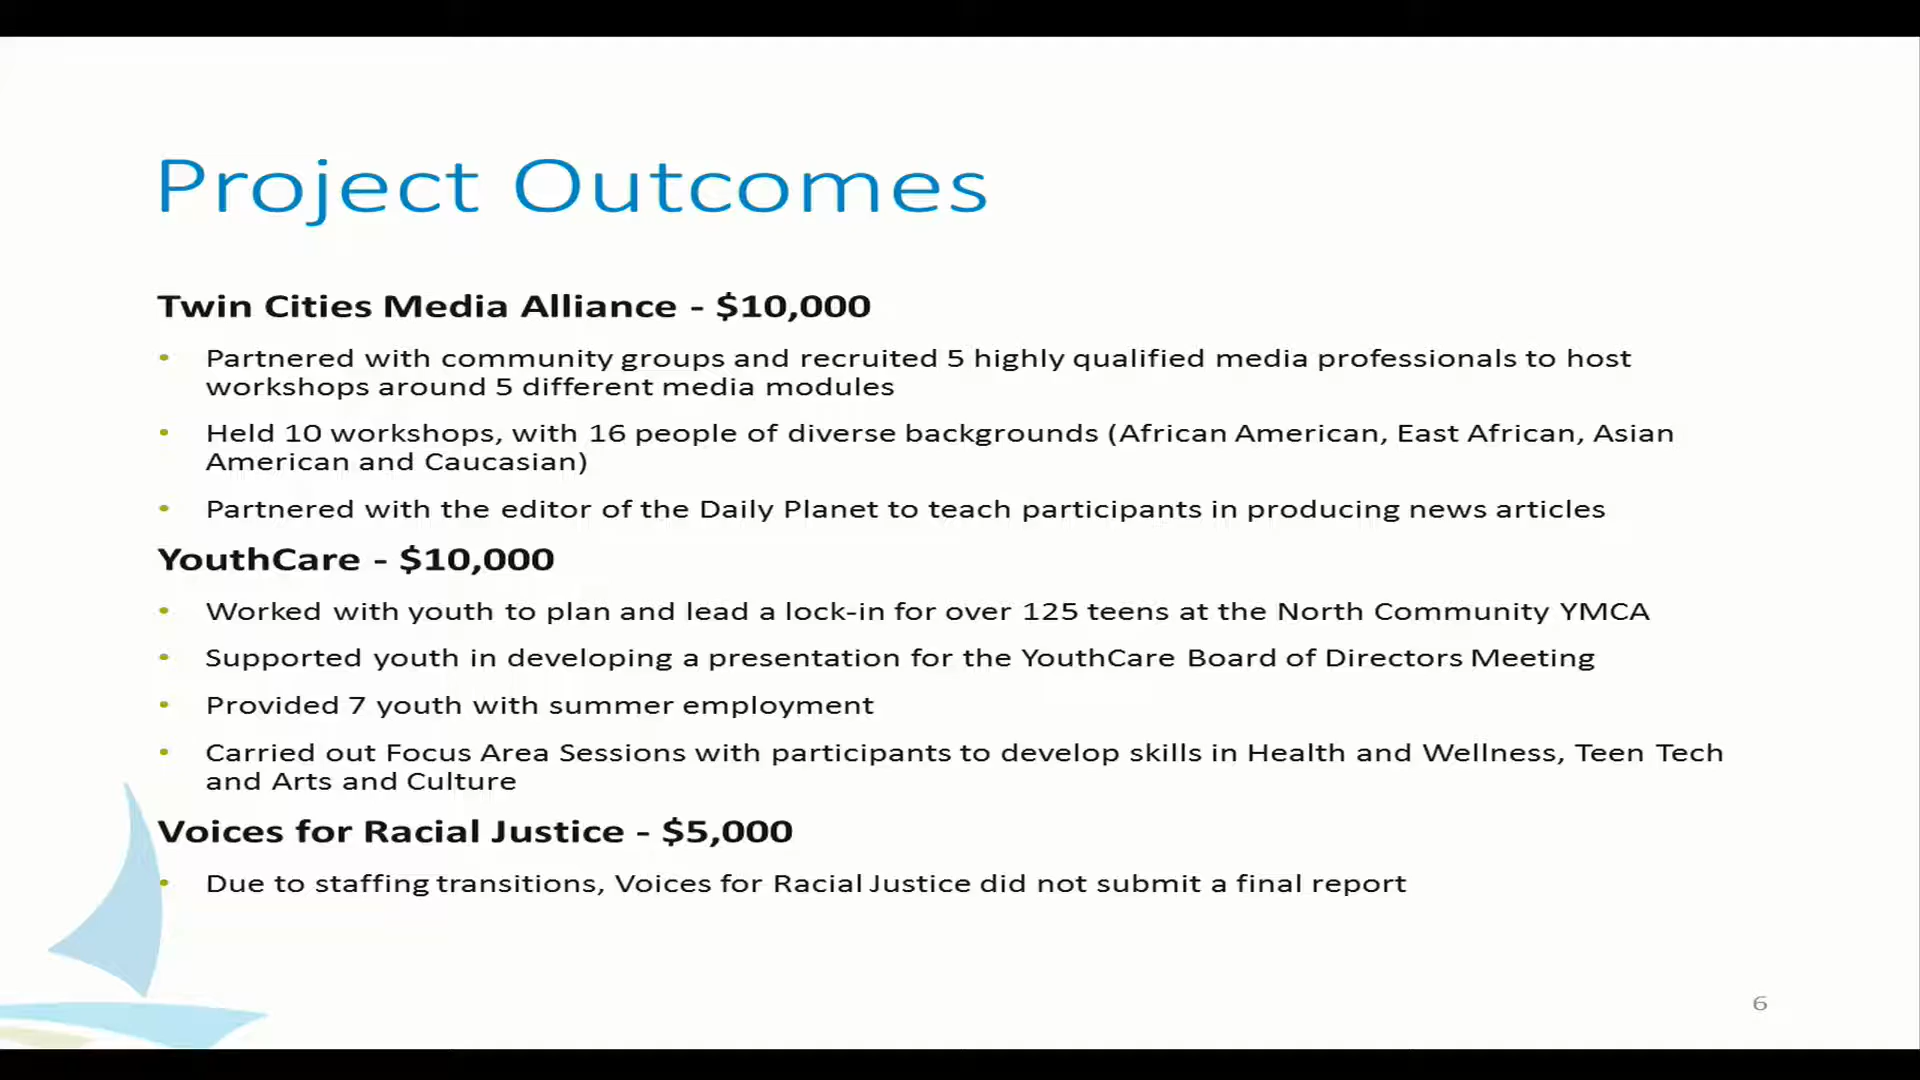 Project Outcomes
Twin Cities Media Alliance - $10,000
• Partnered with community groups and recruited 5 highly qualified media professionals to host
workshops around 5 different media modules
• Held 10 workshops, with 16 people of diverse backgrounds (African American, East African, Asian
American and Caucasian)
• Partnered with the editor of the Daily Planet to teach participants in producing news articles
YouthCare - $10,000
• Worked with youth to plan and lead a lock-in for over 125 teens at the North Community YMCA
• Supported youth in developing a presentation for the YouthCare Board of Directors Meeting
• Provided 7 youth with summer employment
• Carried out Focus Area Sessions with participants to develop skills in Health and Wellness, Teen Tech
and Arts and Culture
Voices for Racial Justice - $5,000
• Due to staffing transitions, Voices for Racial Justice did not submit a final report
6